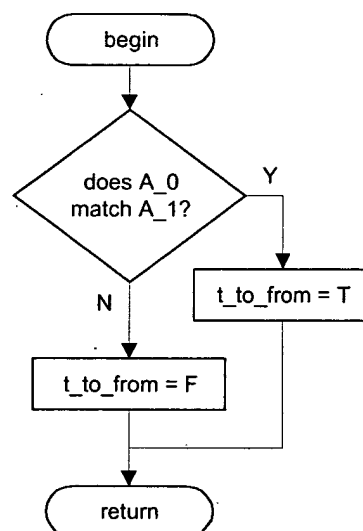 begin
does A_0
match A_1?
Y
N
t_to_from = T
t_to_from = F
return